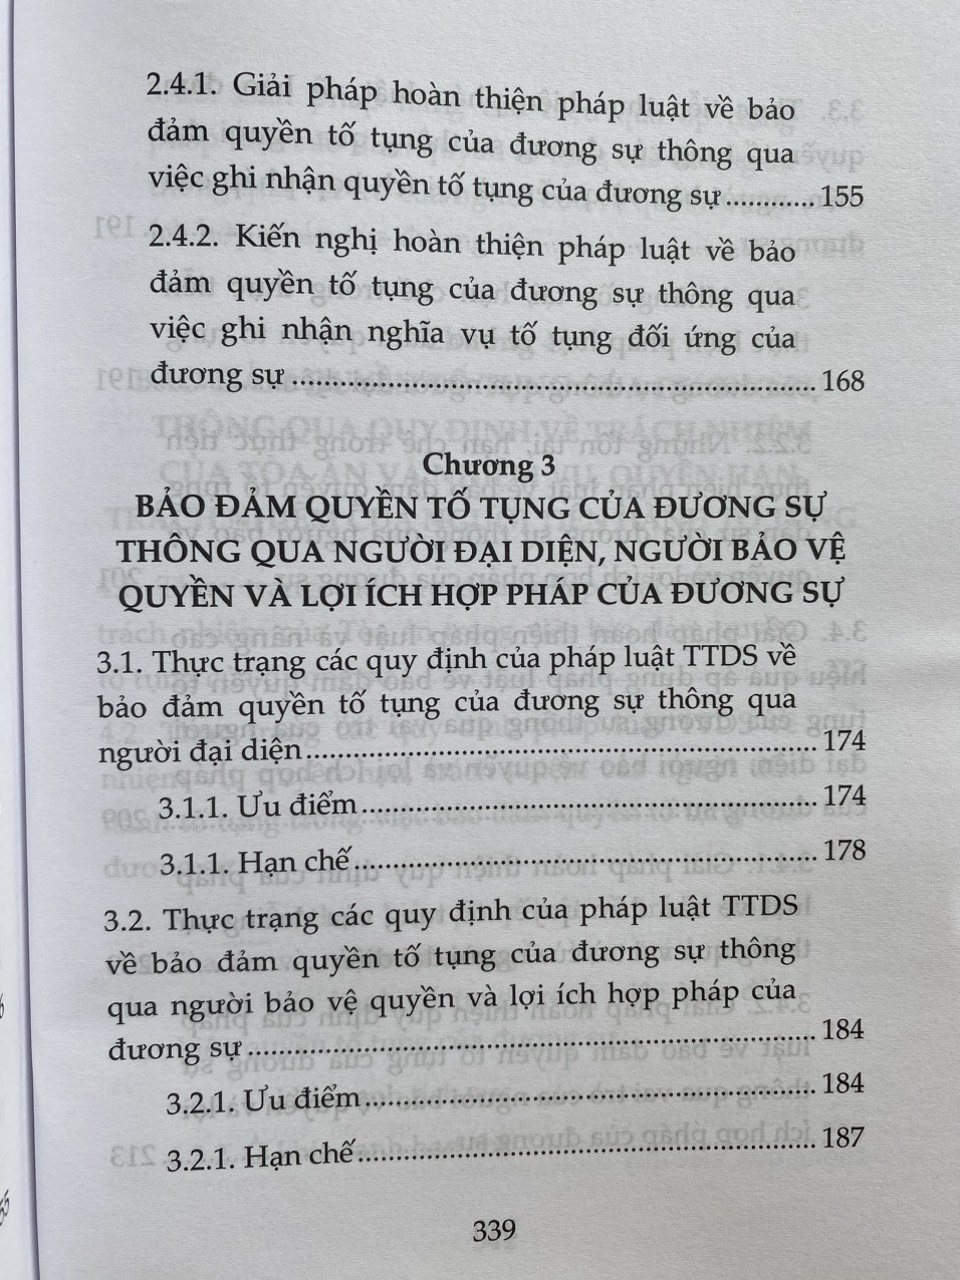 2.4.1. Giải pháp hoàn thiện pháp luật về bảo
đảm quyền tố tụng của đương sự thông qua
việc ghi nhận quyền tố tụng của đương sự ............ 155
2.4.2. Kiến nghị hoàn thiện pháp luật về bảo
đảm quyền tố tụng của đương sự thông qua
việc ghi nhận nghĩa vụ tố tụng đối ứng của
đương sự ........................................................................ 168
Chương 3
BẢO ĐẢM QUYỀN TỐ TỤNG CỦA ĐƯƠNG SỰ
THÔNG QUA NGƯỜI ĐẠI DIỆN, NGƯỜI BẢO VỆ
QUYỀN VÀ LỢI ÍCH HỢP PHÁP CỦA ĐƯƠNG SỰ
3.1. Thực trạng các quy định của pháp luật TTDS về
bảo đảm quyền tố tụng của đương sự thông qua
người đại diện ........................................................................ 174
3.1.1. Ưu điểm ................................................................ 174
3.1.1. Hạn chế ................................................................ 178
3.2. Thực trạng các quy định của pháp luật TTDS
về bảo đảm quyền tố tụng của đương sự thông
qua người bảo vệ quyền và lợi ích hợp pháp của
đương sự ................................................................................ 184
3.2.1. Ưu điểm ................................................................ 184
3.2.1. Hạn chế ................................................................ 187
339